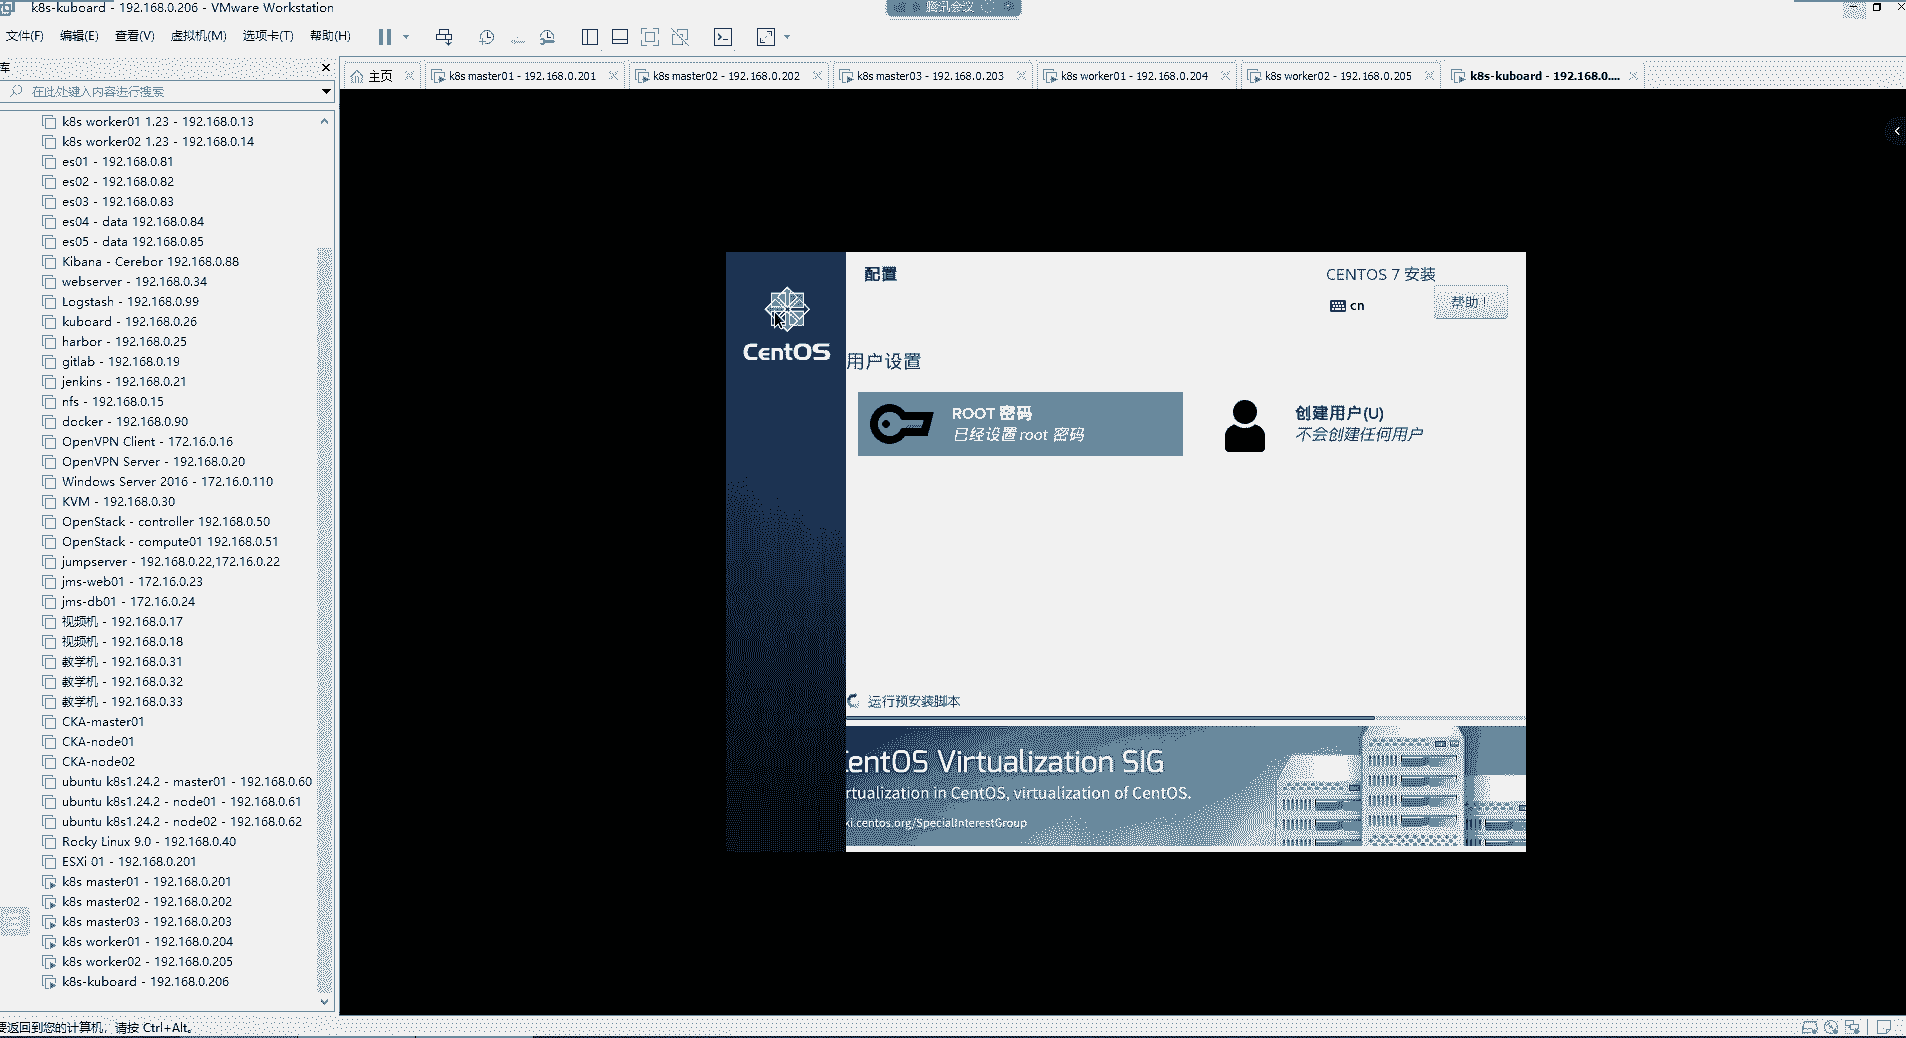 k8s-kuboard - 192.168.0.206 - VMware Workstation
腾讯会议
文件(F) 编辑(E) 查看(V) 虚拟机(M) 选项卡(T) 帮助(H)
库
在此处键入内容进行搜索
主页
k8s master01 - 192.168.0.201
k8s master02 - 192.168.0.202
k8s master03 - 192.168.0.203
k8s worker01 - 192.168.0.204
k8s worker02 - 192.168.0.205
k8s-kuboard - 192.168.0....
k8s worker01 1.23 - 192.168.0.13
k8s worker02 1.23 - 192.168.0.14
es01 - 192.168.0.81
es02 - 192.168.0.82
es03 - 192.168.0.83
es04 - data 192.168.0.84
es05 - data 192.168.0.85
Kibana - Cerebor 192.168.0.88
webserver - 192.168.0.34
Logstash - 192.168.0.99
kuboard - 192.168.0.26
harbor - 192.168.0.25
gitlab - 192.168.0.19
jenkins - 192.168.0.21
nfs - 192.168.0.15
docker - 192.168.0.90
OpenVPN Client - 172.16.0.16
OpenVPN Server - 192.168.0.20
Windows Server 2016 - 172.16.0.110
KVM - 192.168.0.30
OpenStack - controller 192.168.0.50
OpenStack - compute01 192.168.0.51
jumpserver - 192.168.0.22,172.16.0.22
jms-web01 - 172.16.0.23
jms-db01 - 172.16.0.24
视频机 - 192.168.0.17
视频机 - 192.168.0.18
教学机 - 192.168.0.31
教学机 - 192.168.0.32
教学机 - 192.168.0.33
CKA-master01
CKA-node01
CKA-node02
ubuntu k8s1.24.2 - master01 - 192.168.0.60
ubuntu k8s1.24.2 - node01 - 192.168.0.61
ubuntu k8s1.24.2 - node02 - 192.168.0.62
Rocky Linux 9.0 - 192.168.0.40
ESXi 01 - 192.168.0.201
k8s master01 - 192.168.0.201
k8s master02 - 192.168.0.202
k8s master03 - 192.168.0.203
k8s worker01 - 192.168.0.204
k8s worker02 - 192.168.0.205
k8s-kuboard - 192.168.0.206
CentOS
配置
CENTOS 7 安装
cn
帮助！
用户设置
ROOT 密码
已经设置 root 密码
创建用户(U)
不会创建任何用户
运行预安装脚本
entOS Virtualization SIG
rtualization in CentOS, virtualization of CentOS.
ki.centos.org/SpecialInterestGroup
要返回到您的计算机，请按 Ctrl+Alt。